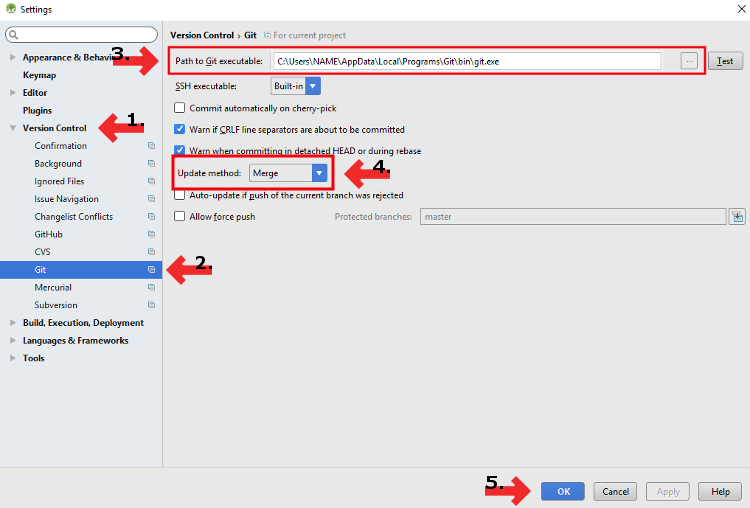 Settings
Version Control › Git For current project
Appearance & Behavi
3.
Path to Git executable: C:\Users\NAME\AppData\Local\Programs\Git\bin\git.exe ... Test
Keymap
SSH executable: Built-in
Editor
Plugins
Commit automatically on cherry-pick
Version Control
1.
Warn if CRLF line separators are about to be committed
Confirmation
Warn when committing in detached HEAD or during rebase
Background
Update method: Merge
4.
Ignored Files
Issue Navigation
Auto-update if push of the current branch was rejected
Changelist Conflicts
Allow force push Protected branches: master
GitHub
CVS
Git
2.
Mercurial
Subversion
Build, Execution, Deployment
Languages & Frameworks
Tools
5.
OK Cancel Apply Help